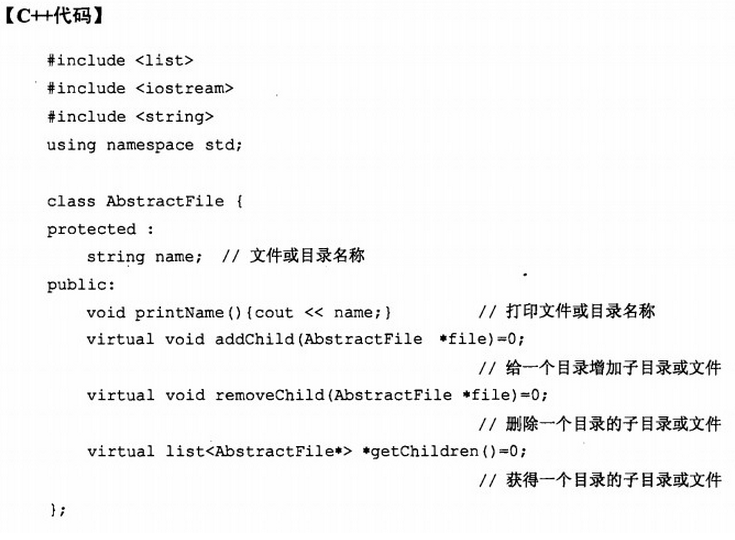 【C++代码】
#include <list>
#include <iostream>
#include <string>
using namespace std;
class AbstractFile {
protected :
string name; // 文件或目录名称
public:
void printName(){cout << name;} // 打印文件或目录名称
virtual void addChild(AbstractFile *file)=0;
// 给一个目录增加子目录或文件
virtual void removeChild(AbstractFile *file)=0;
// 删除一个目录的子目录或文件
virtual list<AbstractFile*> *getChildren()=0;
// 获得一个目录的子目录或文件
};